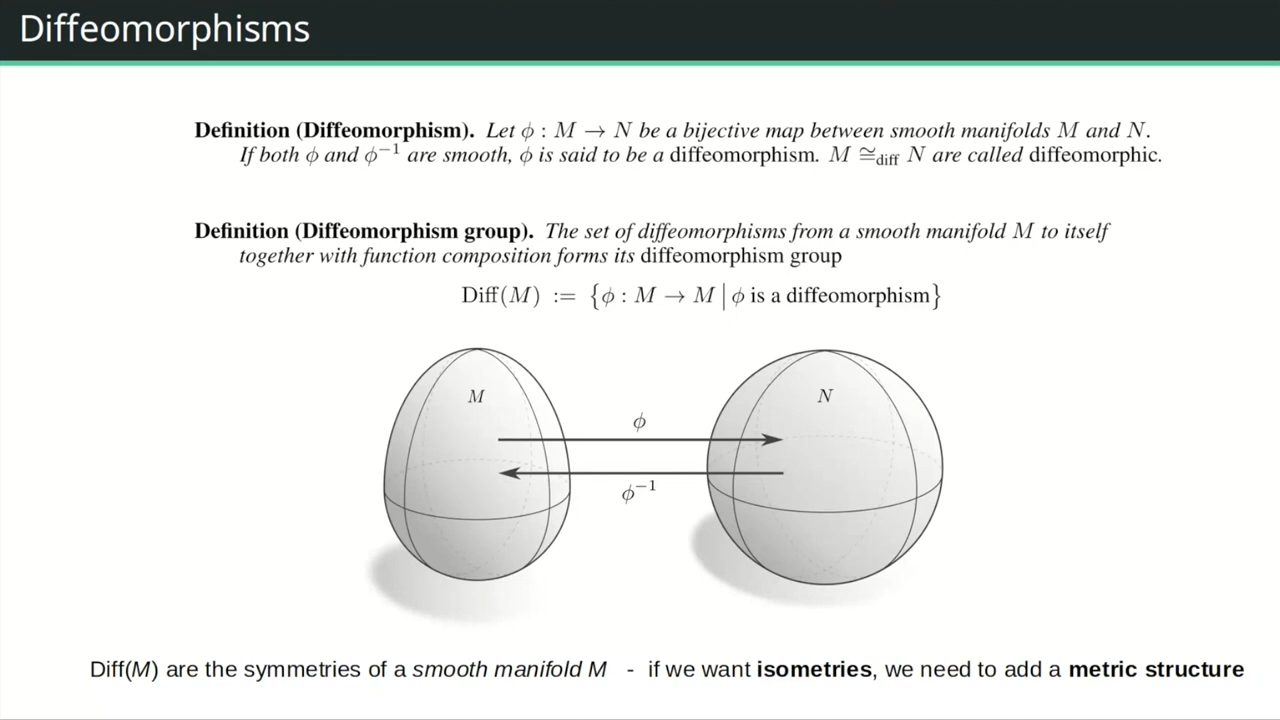 Diffeomorphisms
Definition (Diffeomorphism). Let ϕ : M → N be a bijective map between smooth manifolds M and N.
If both ϕ and ϕ⁻¹ are smooth, ϕ is said to be a diffeomorphism. M ≅diff N are called diffeomorphic.
Definition (Diffeomorphism group). The set of diffeomorphisms from a smooth manifold M to itself
together with function composition forms its diffeomorphism group
Diff(M) := {ϕ : M → M | ϕ is a diffeomorphism}
M
N
ϕ
ϕ⁻¹
Diff(M) are the symmetries of a smooth manifold M - if we want isometries, we need to add a metric structure